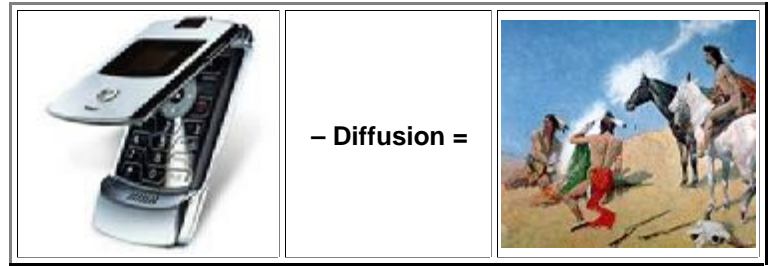 – Diffusion =